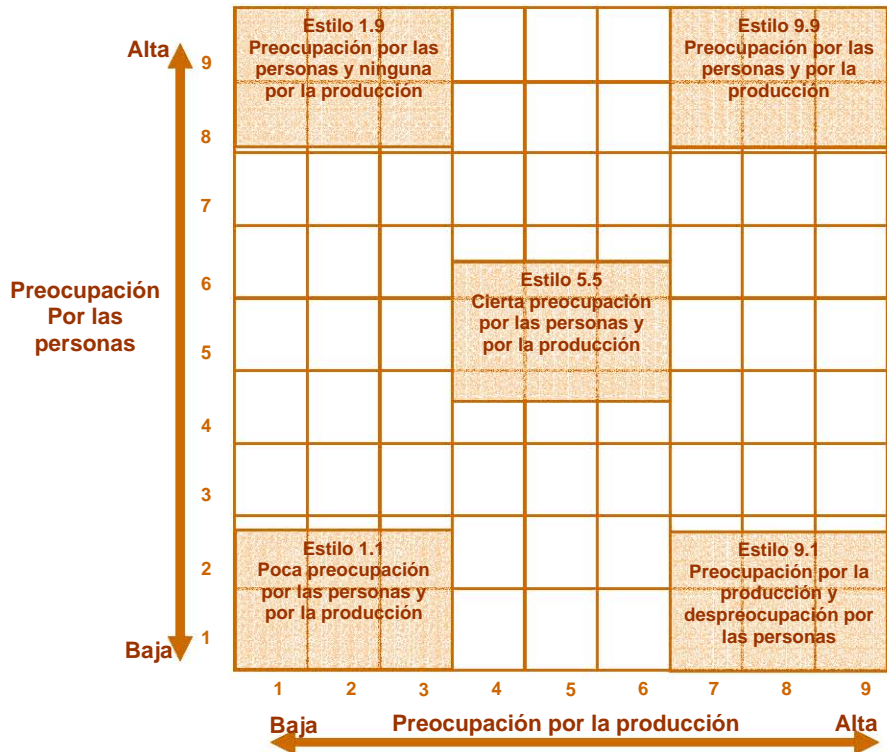 Alta
9
8
7
6
5
4
3
2
1
Baja
Preocupación
Por las
personas
Estilo 1.9
Preocupación por las
personas y ninguna
por la producción
Estilo 9.9
Preocupación por las
personas y por la
producción
Estilo 5.5
Cierta preocupación
por las personas y
por la producción
Estilo 1.1
Poca preocupación
por las personas y
por la producción
Estilo 9.1
Preocupación por la
producción y
despreocupación por
las personas
1 2 3 4 5 6 7 8 9
Baja Preocupación por la producción Alta